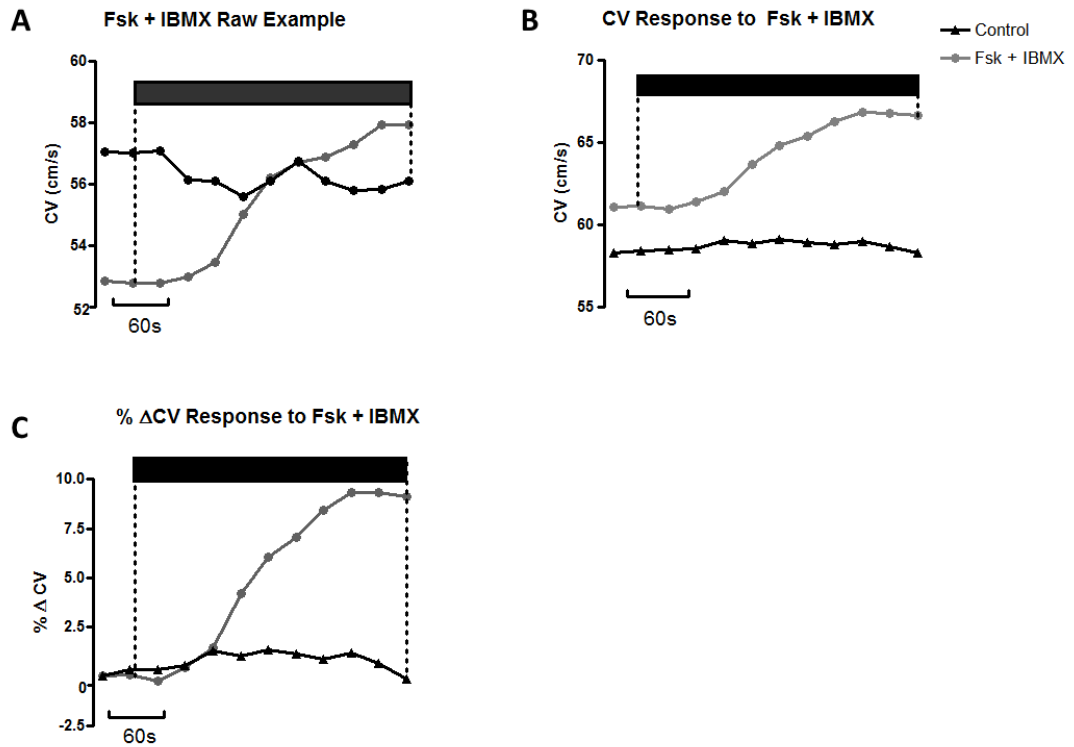 A
Fsk + IBMX Raw Example
60
58
56
54
52
CV (cm/s)
60s
B
CV Response to Fsk + IBMX
Control
Fsk + IBMX
70
65
60
55
CV (cm/s)
60s
C
% ΔCV Response to Fsk + IBMX
10.0
7.5
5.0
2.5
0
-2.5
% Δ CV
60s